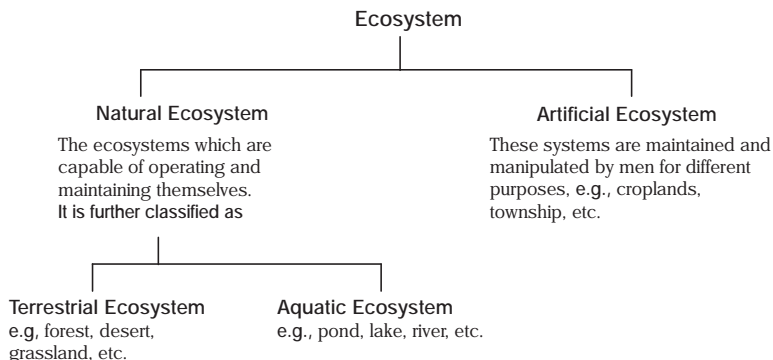 Ecosystem
Natural Ecosystem
The ecosystems which are
capable of operating and
maintaining themselves.
It is further classified as
Artificial Ecosystem
These systems are maintained and
manipulated by men for different
purposes, e.g., croplands,
township, etc.
Terrestrial Ecosystem
e.g, forest, desert,
grassland, etc.
Aquatic Ecosystem
e.g., pond, lake, river, etc.